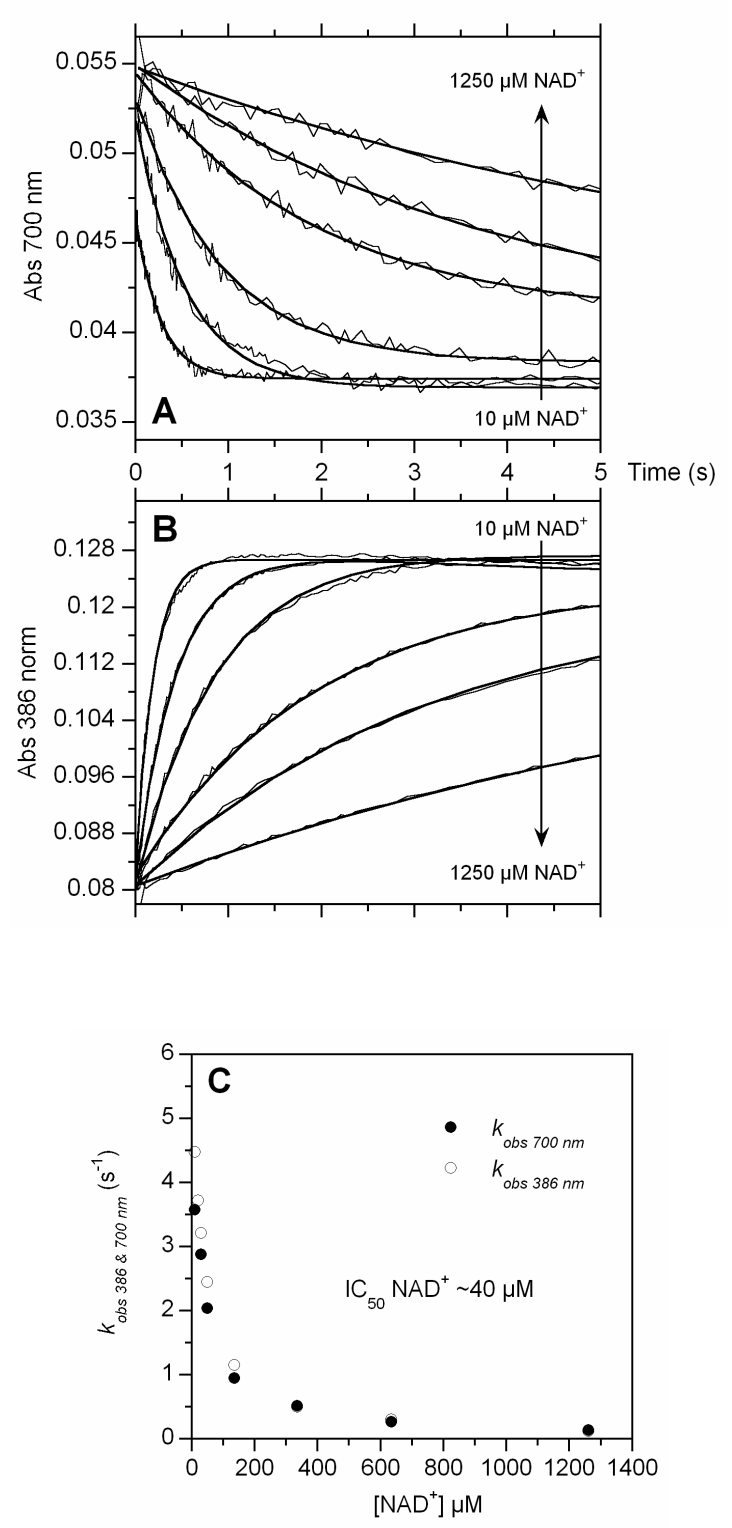 0.055
0.05
0.045
0.04
0.035
Abs 700 nm
1250 µM NAD+
10 µM NAD+
A
0 1 2 3 4 5 Time (s)
B
10 µM NAD+
0.128
0.12
0.112
0.104
0.096
0.088
0.08
Abs 386 norm
1250 µM NAD+
C
6
5
4
3
2
1
0
k obs 386 & 700 nm (s-1)
k obs 700 nm
k obs 386 nm
IC50 NAD+ ~40 µM
0 200 400 600 800 1000 1200 1400
[NAD+] µM